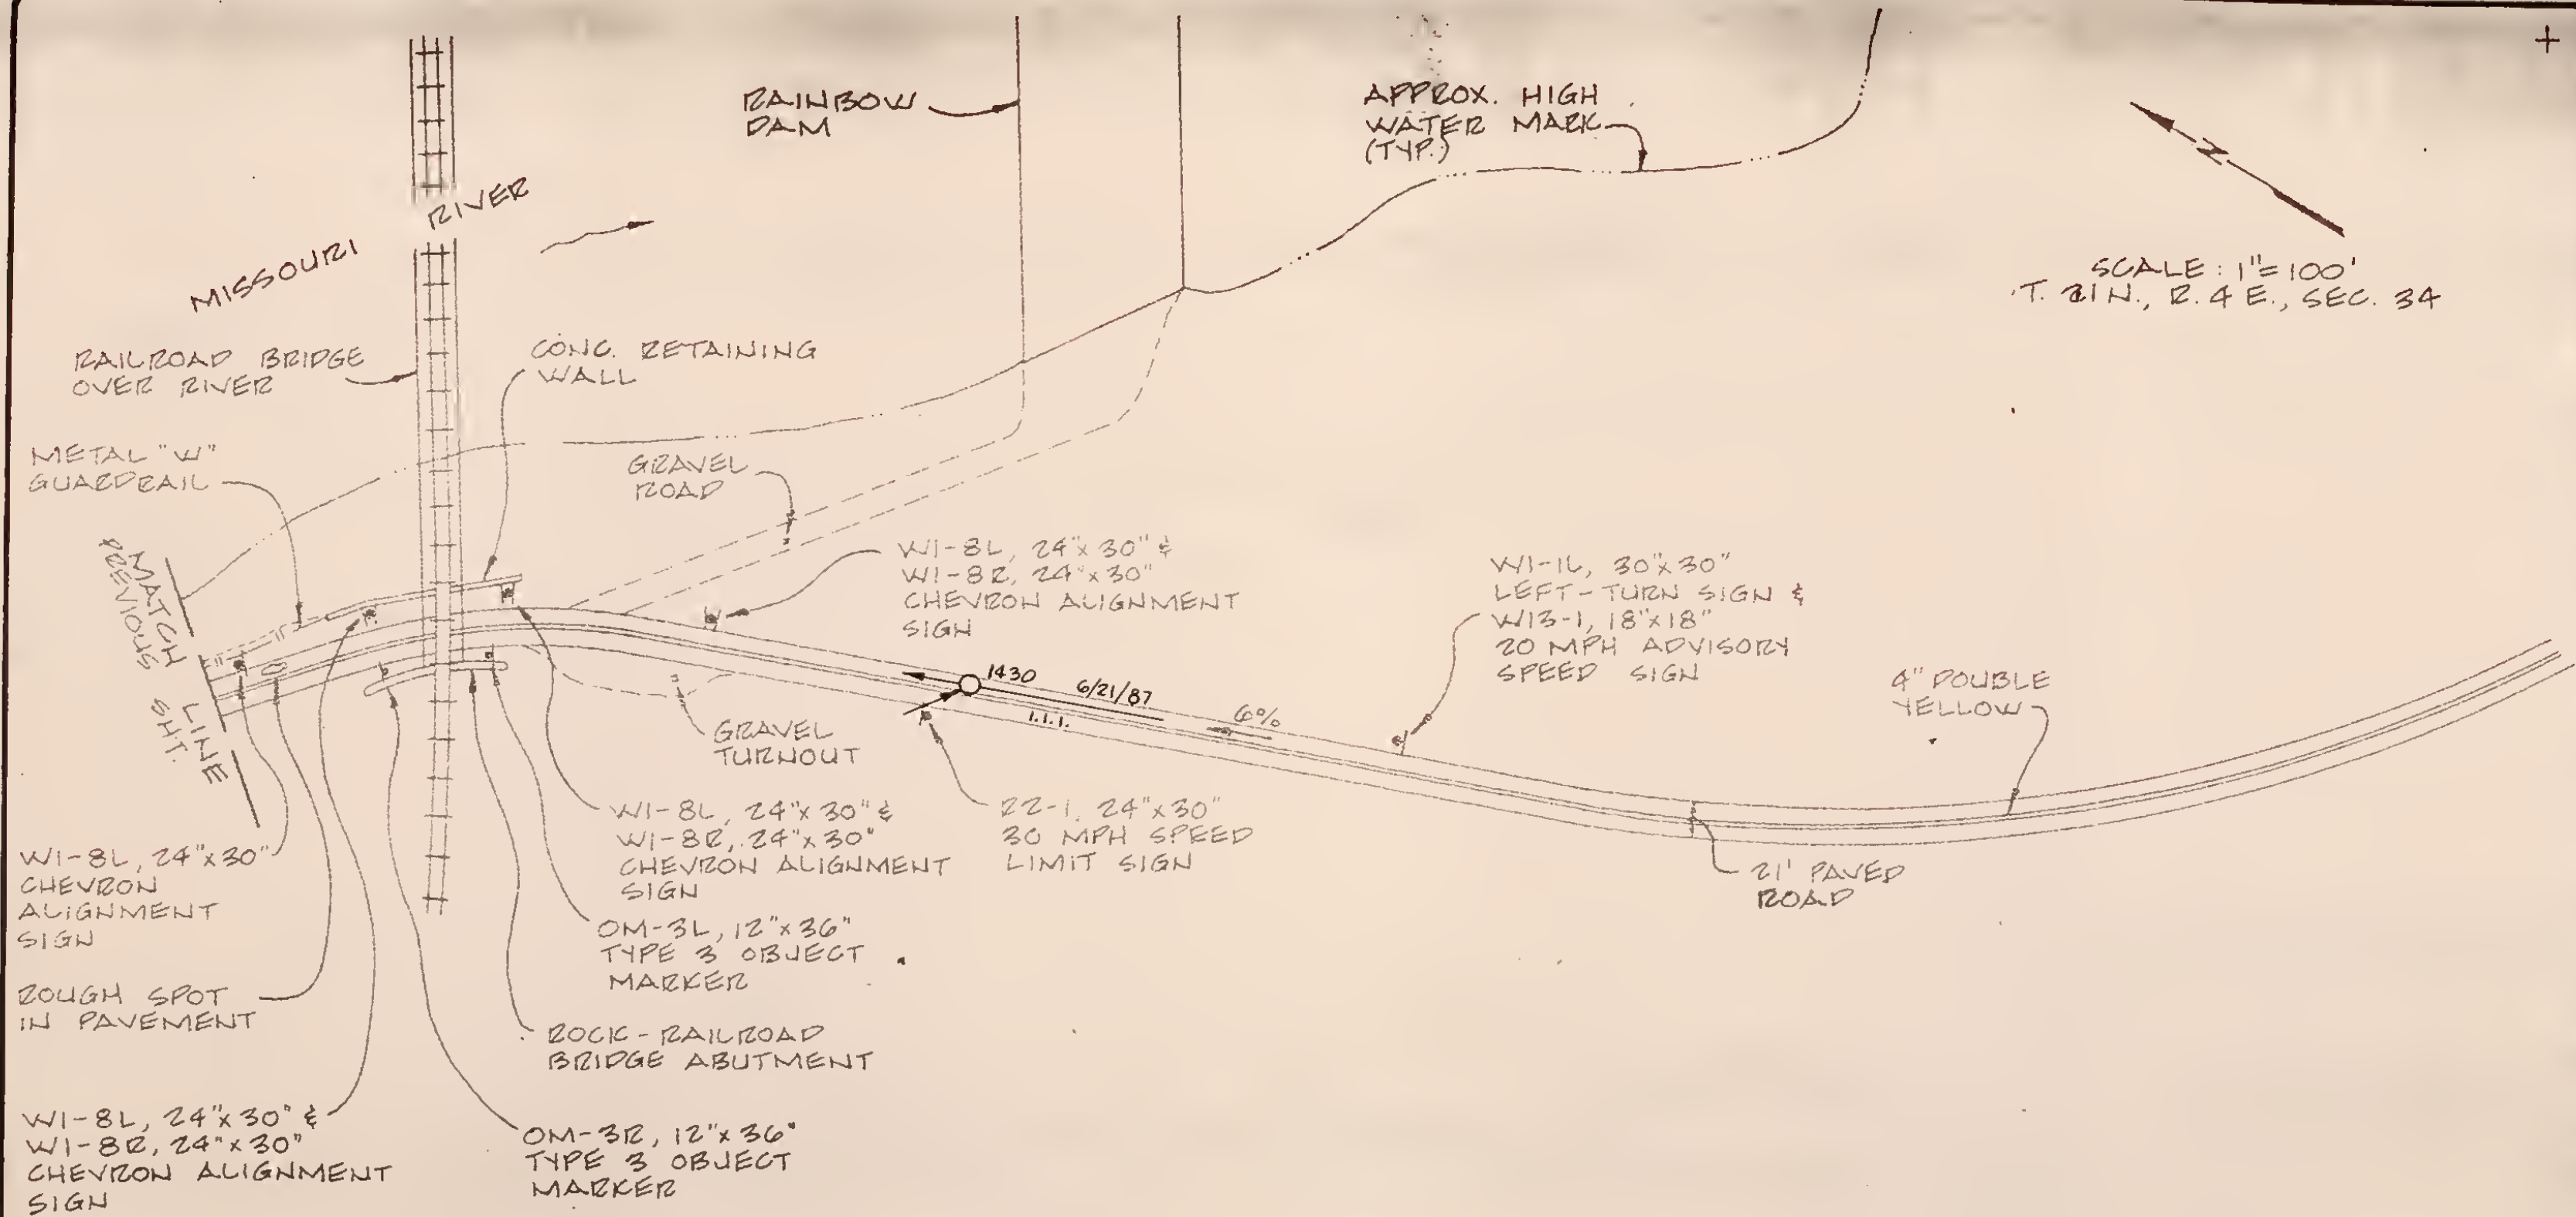 RAINBOW
DAM
APPROX. HIGH
WATER MARK
(TYP.)
N
SCALE: 1"=100'
T. 21N., R. 4 E., SEC. 34
MISSOURI RIVER
RAILROAD BRIDGE
OVER RIVER
CONC. RETAINING
WALL
METAL "W"
GUARDRAIL
GRAVEL
ROAD
MATCH LINE
PREVIOUS SHT.
W1-8L, 24"x30" &
W1-8R, 24"x30"
CHEVRON ALIGNMENT
SIGN
W1-1L, 30"x30"
LEFT-TURN SIGN &
W13-1, 18"x18"
20 MPH ADVISORY
SPEED SIGN
1430
6/21/87
1.1.1.
6%
4" DOUBLE
YELLOW
GRAVEL
TURNOUT
W1-8L, 24"x30" &
W1-8R, 24"x30"
CHEVRON ALIGNMENT
SIGN
R2-1, 24"x30"
30 MPH SPEED
LIMIT SIGN
21' PAVED
ROAD
W1-8L, 24"x30"
CHEVRON
ALIGNMENT
SIGN
OM-3L, 12"x36"
TYPE 3 OBJECT
MARKER
ROUGH SPOT
IN PAVEMENT
ROCK-RAILROAD
BRIDGE ABUTMENT
W1-8L, 24"x30" &
W1-8R, 24"x30"
CHEVRON ALIGNMENT
SIGN
OM-3R, 12"x36"
TYPE 3 OBJECT
MARKER